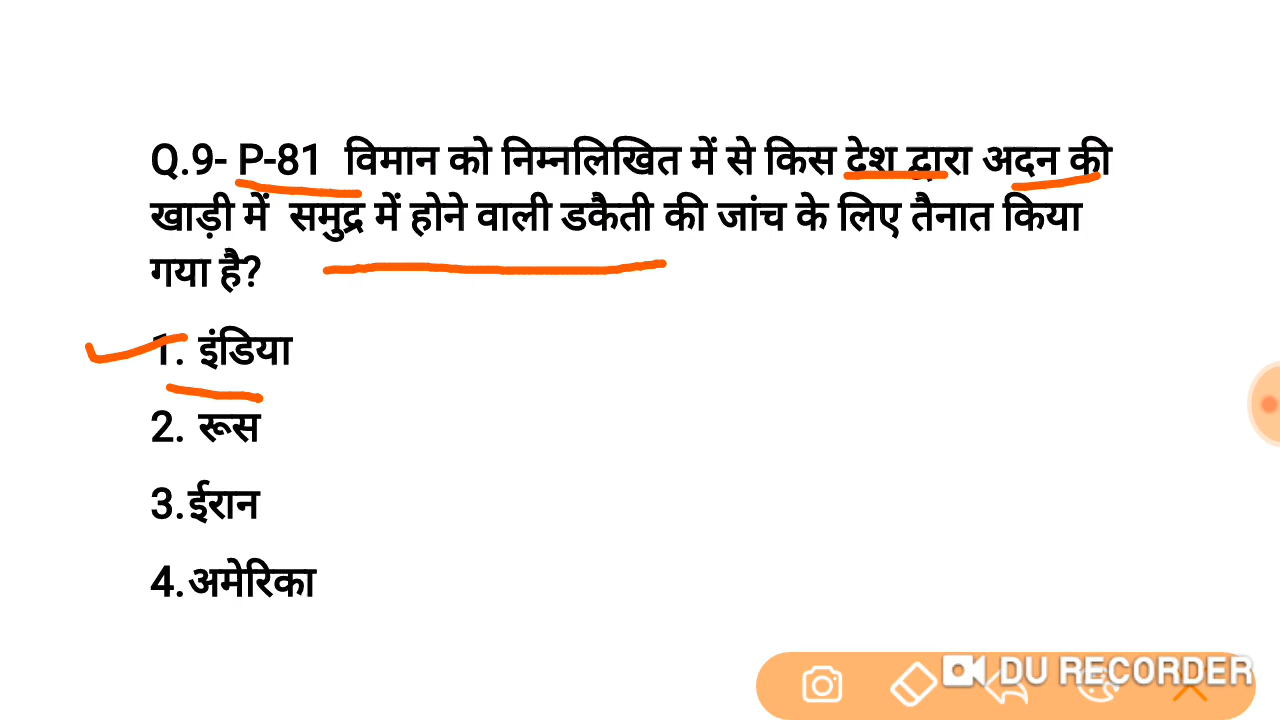 Q.9- P-81 विमान को निम्नलिखित में से किस देश द्वारा अदन की
खाड़ी में समुद्र में होने वाली डकैती की जांच के लिए तैनात किया
गया है?
1. इंडिया
2. रूस
3.ईरान
4.अमेरिका
DU RECORDER